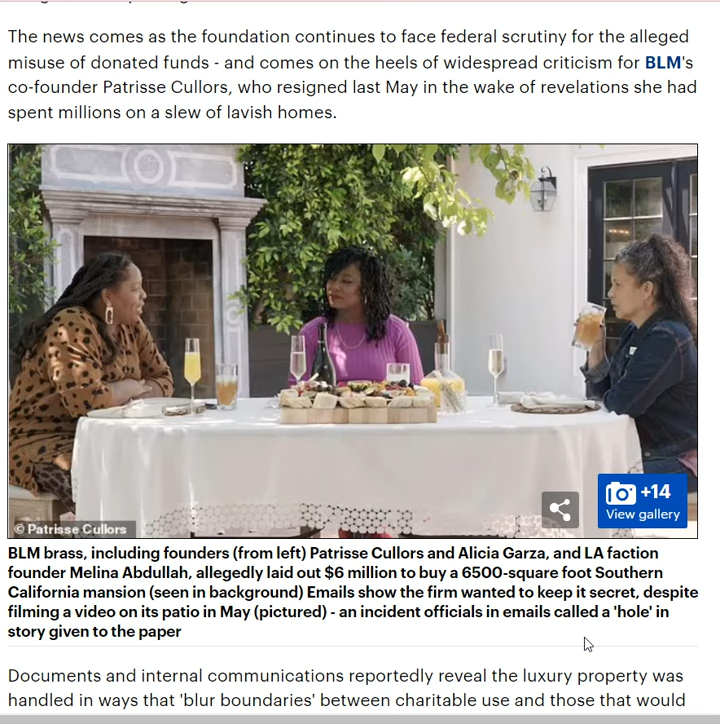 The news comes as the foundation continues to face federal scrutiny for the alleged
misuse of donated funds - and comes on the heels of widespread criticism for BLM's
co-founder Patrisse Cullors, who resigned last May in the wake of revelations she had
spent millions on a slew of lavish homes.
+14
View gallery
© Patrisse Cullors
BLM brass, including founders (from left) Patrisse Cullors and Alicia Garza, and LA faction
founder Melina Abdullah, allegedly laid out $6 million to buy a 6500-square foot Southern
California mansion (seen in background) Emails show the firm wanted to keep it secret, despite
filming a video on its patio in May (pictured) - an incident officials in emails called a 'hole' in
story given to the paper
Documents and internal communications reportedly reveal the luxury property was
handled in ways that 'blur boundaries' between charitable use and those that would